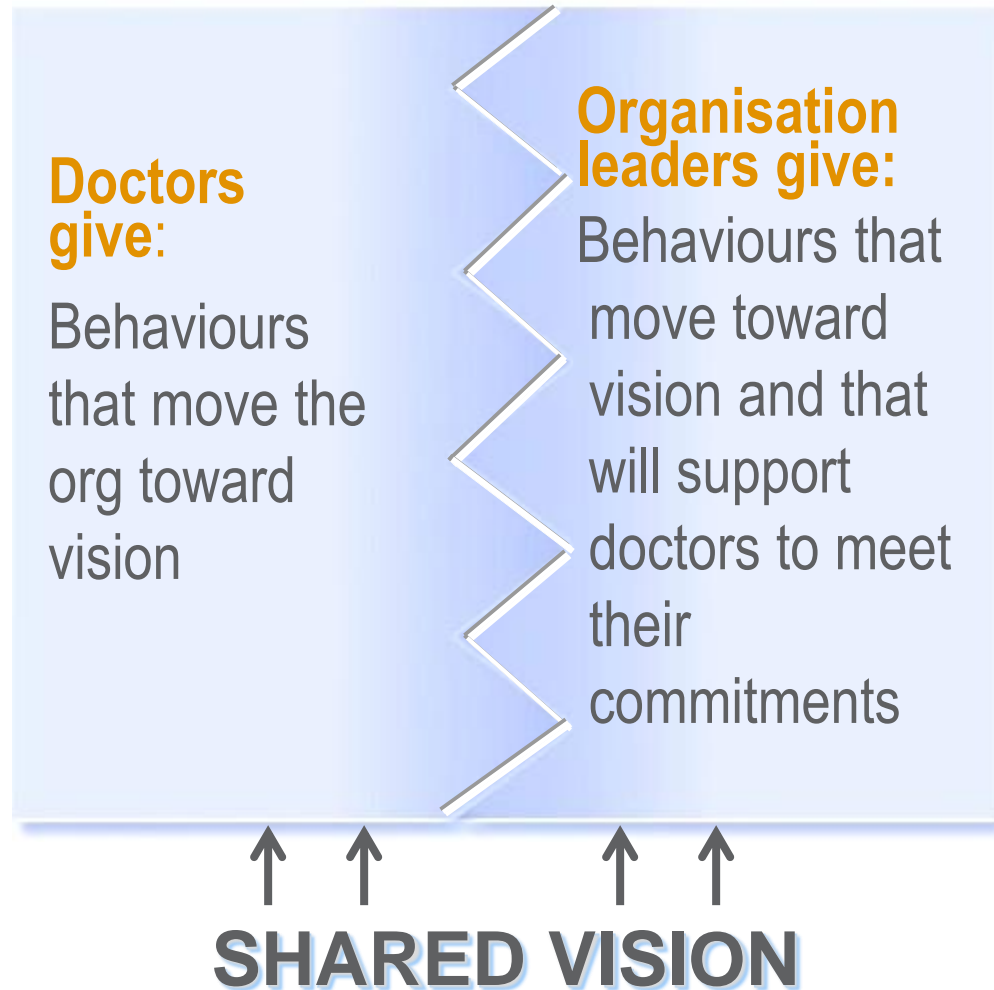 Doctors
give:
Behaviours
that move the
org toward
vision
Organisation
leaders give:
Behaviours that
move toward
vision and that
will support
doctors to meet
their
commitments
SHARED VISION